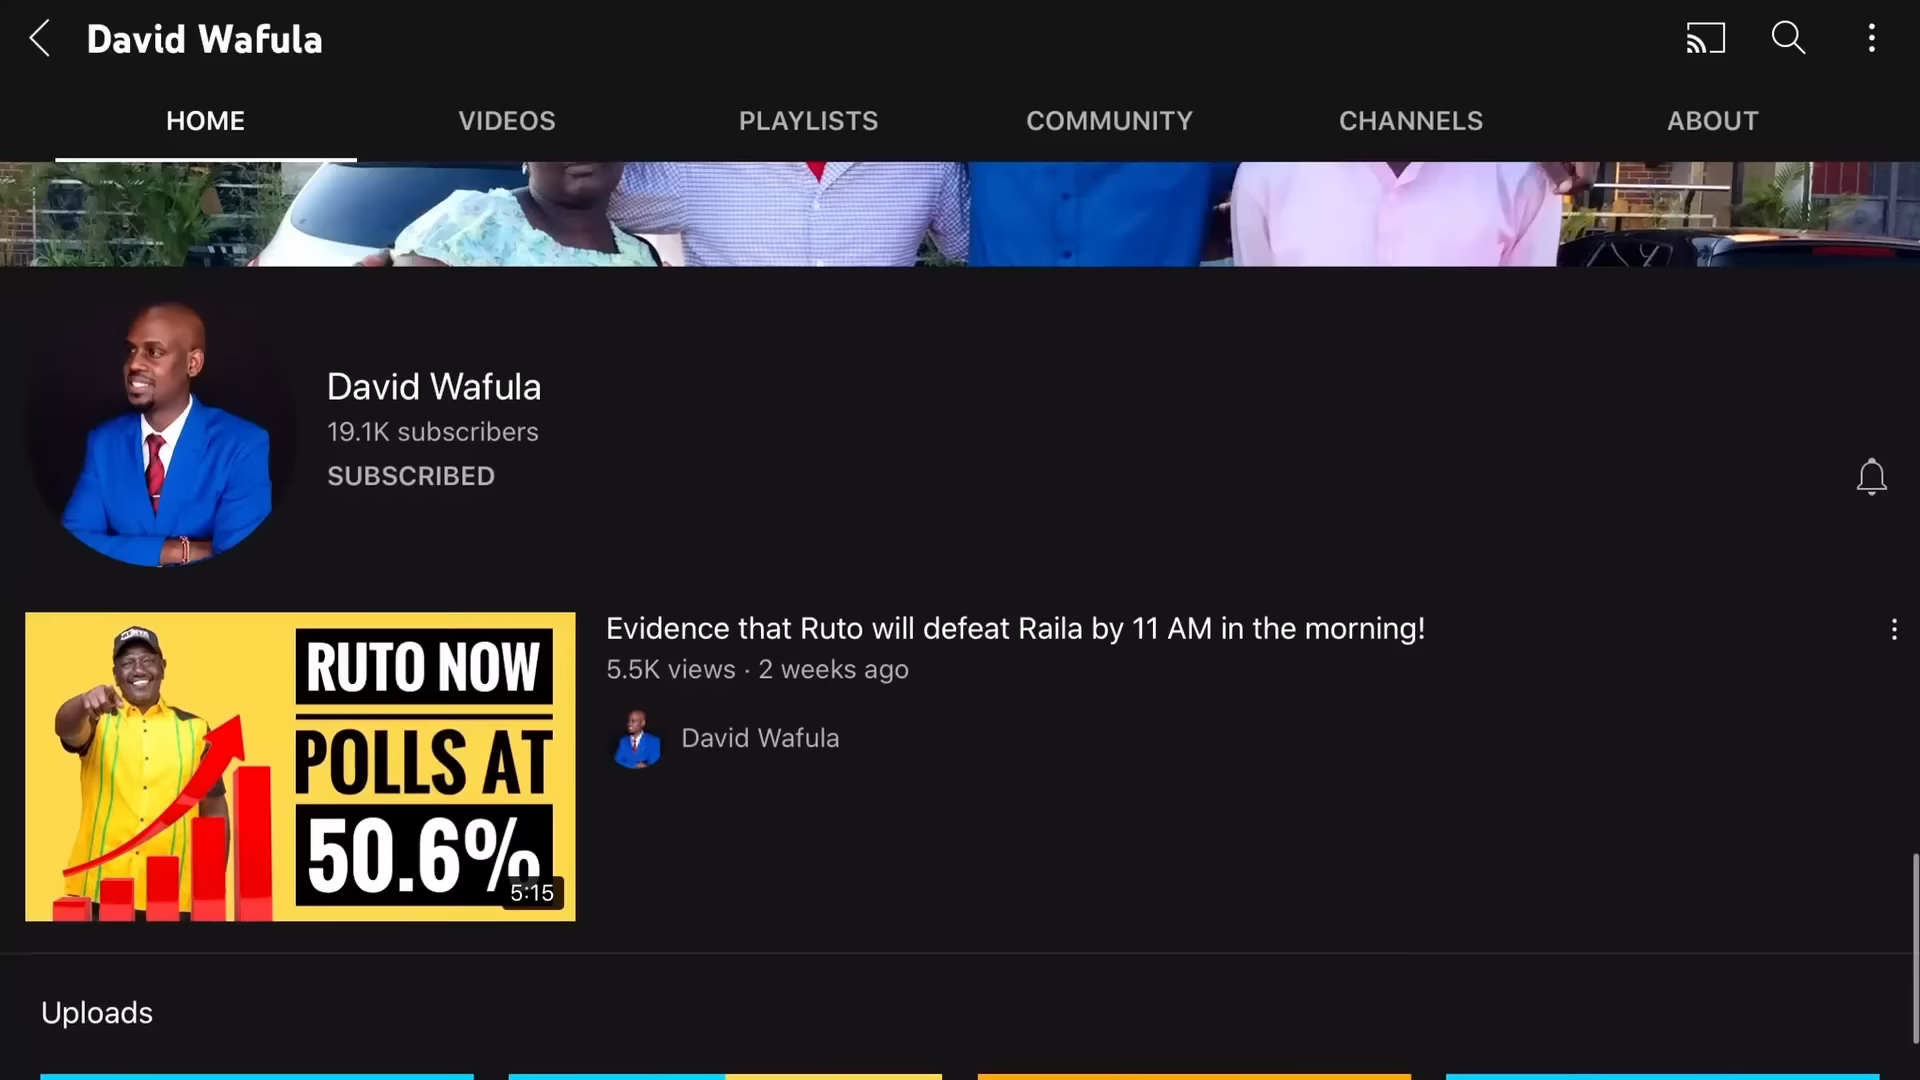 David Wafula
HOME
VIDEOS
PLAYLISTS
COMMUNITY
CHANNELS
ABOUT
David Wafula
19.1K subscribers
SUBSCRIBED
RUTO NOW
POLLS AT
50.6%
5:15
Evidence that Ruto will defeat Raila by 11 AM in the morning!
5.5K views · 2 weeks ago
David Wafula
Uploads